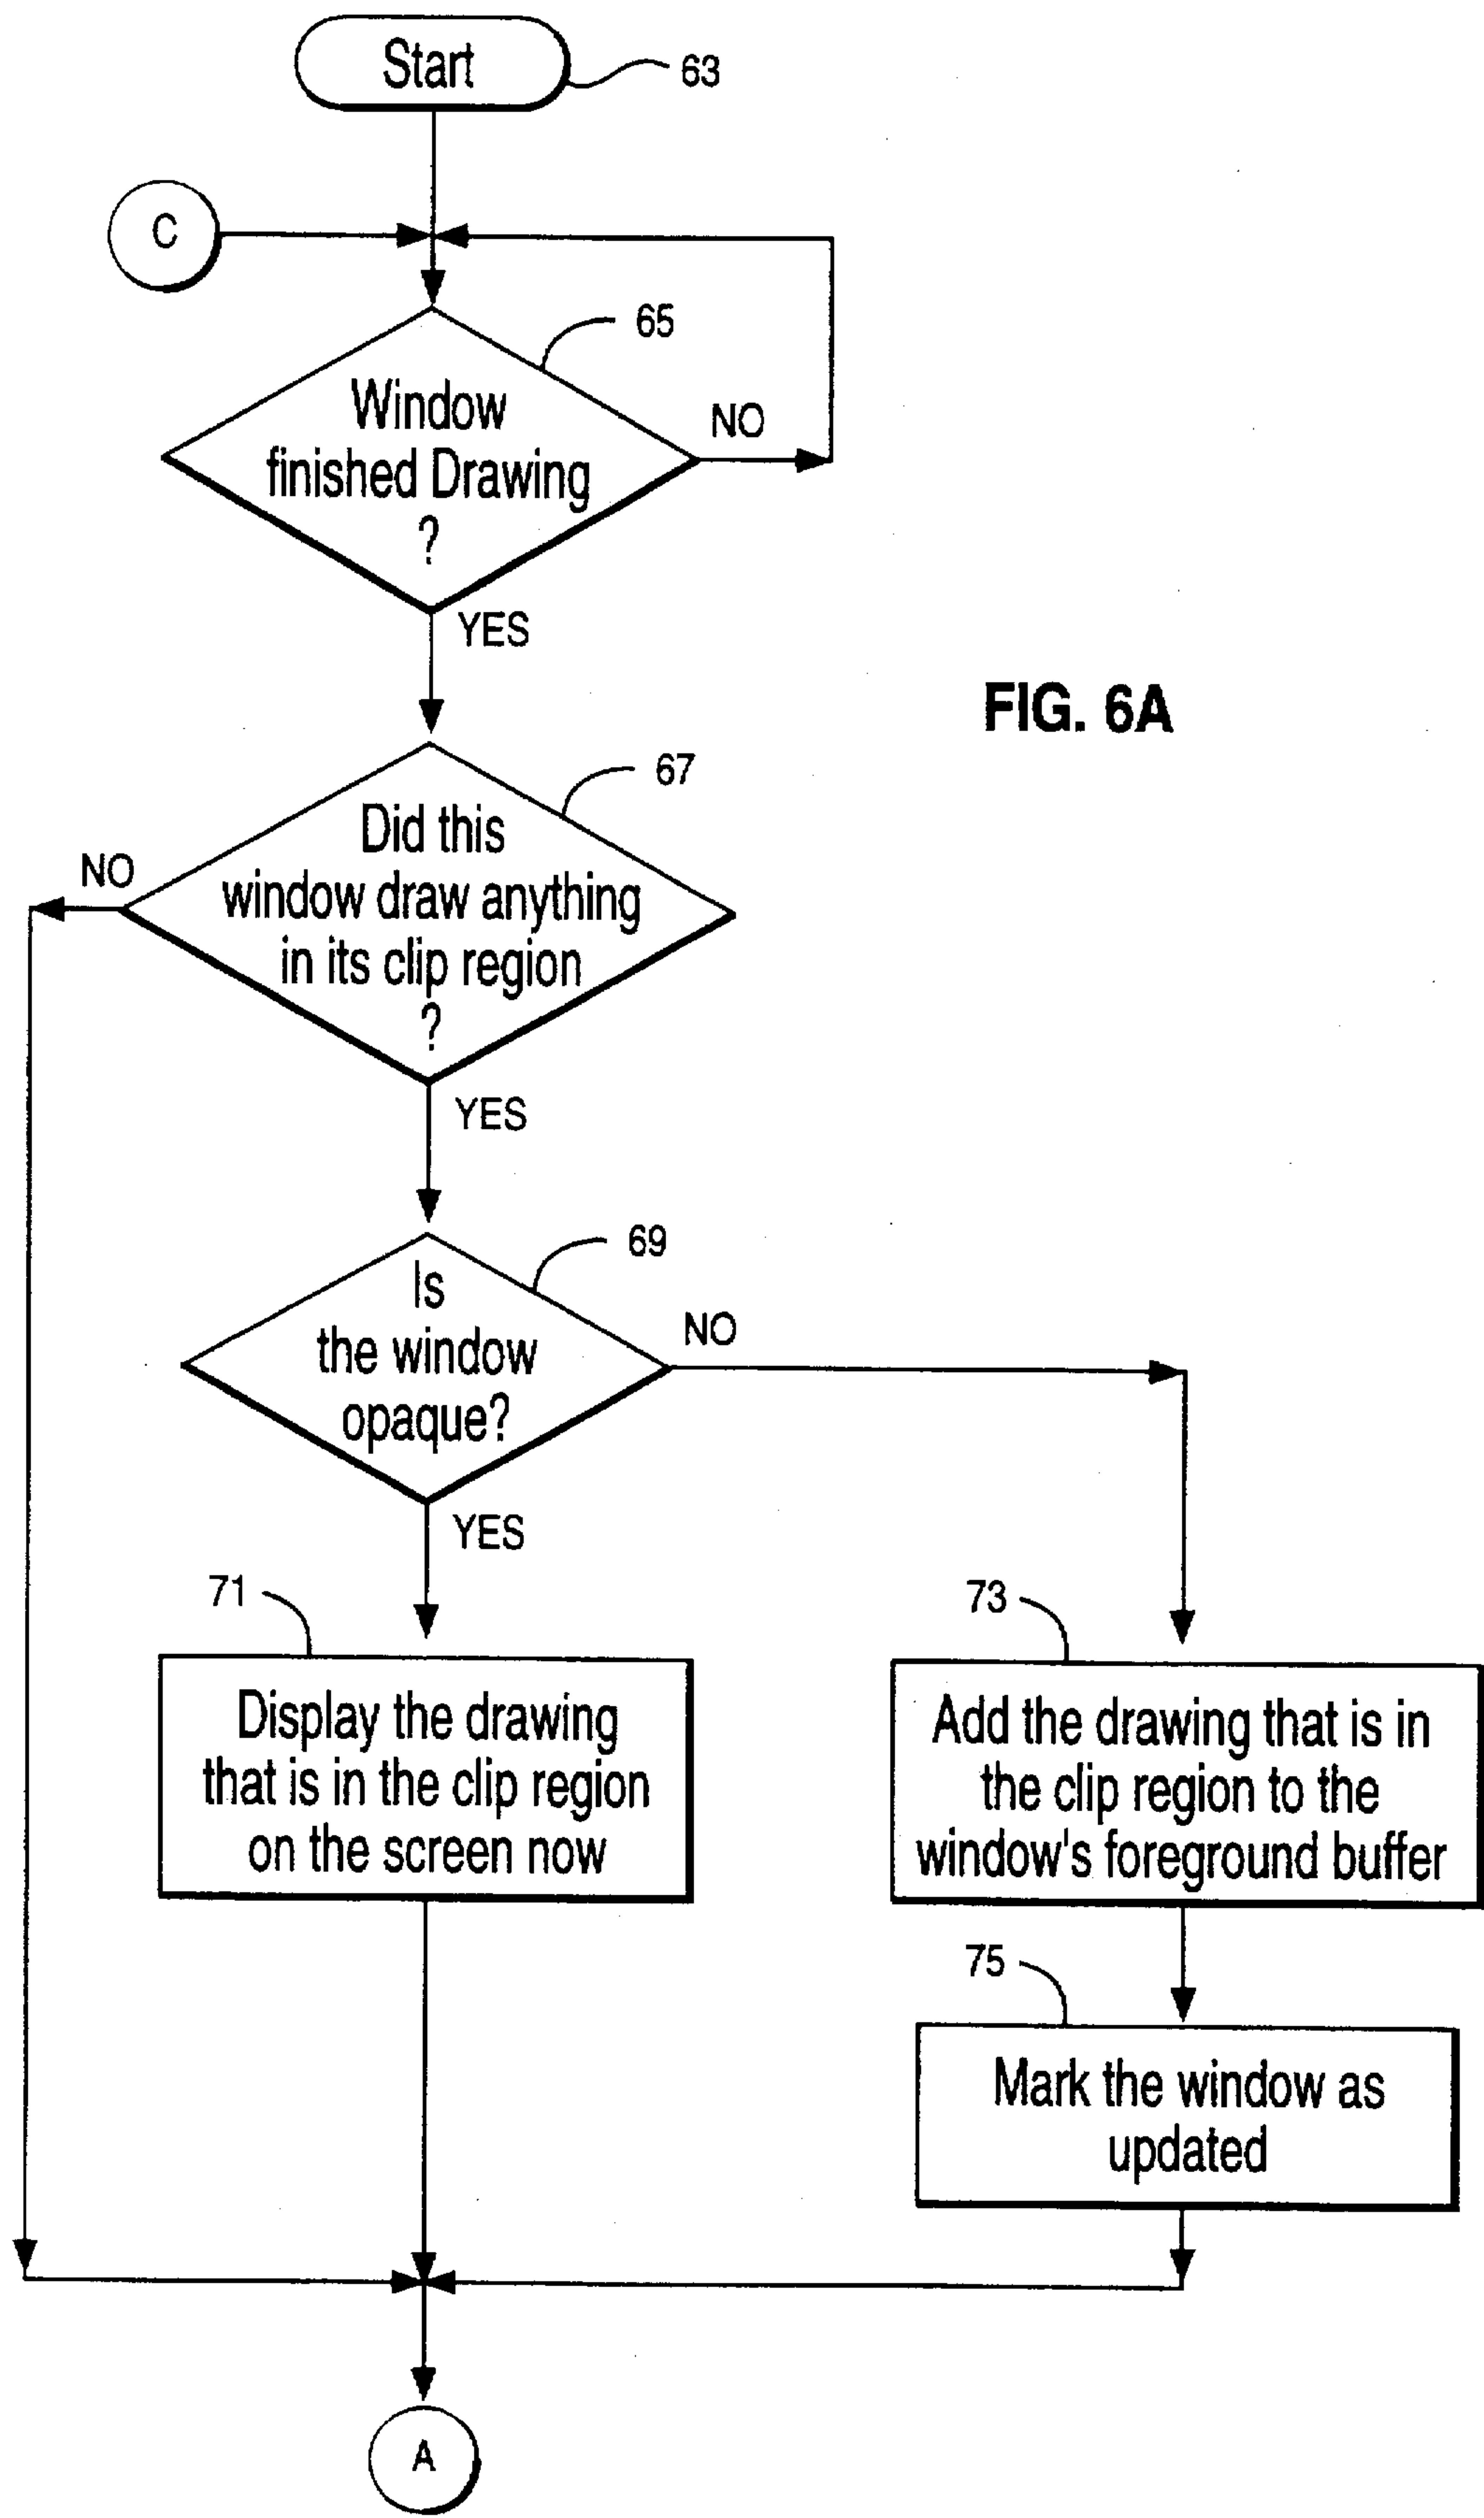 Start
63
C
65
Window
finished Drawing
?
NO
YES
FIG. 6A
67
Did this
window draw anything
in its clip region
?
NO
YES
69
Is
the window
opaque?
NO
YES
71
Display the drawing
that is in the clip region
on the screen now
73
Add the drawing that is in
the clip region to the
window's foreground buffer
75
Mark the window as
updated
A